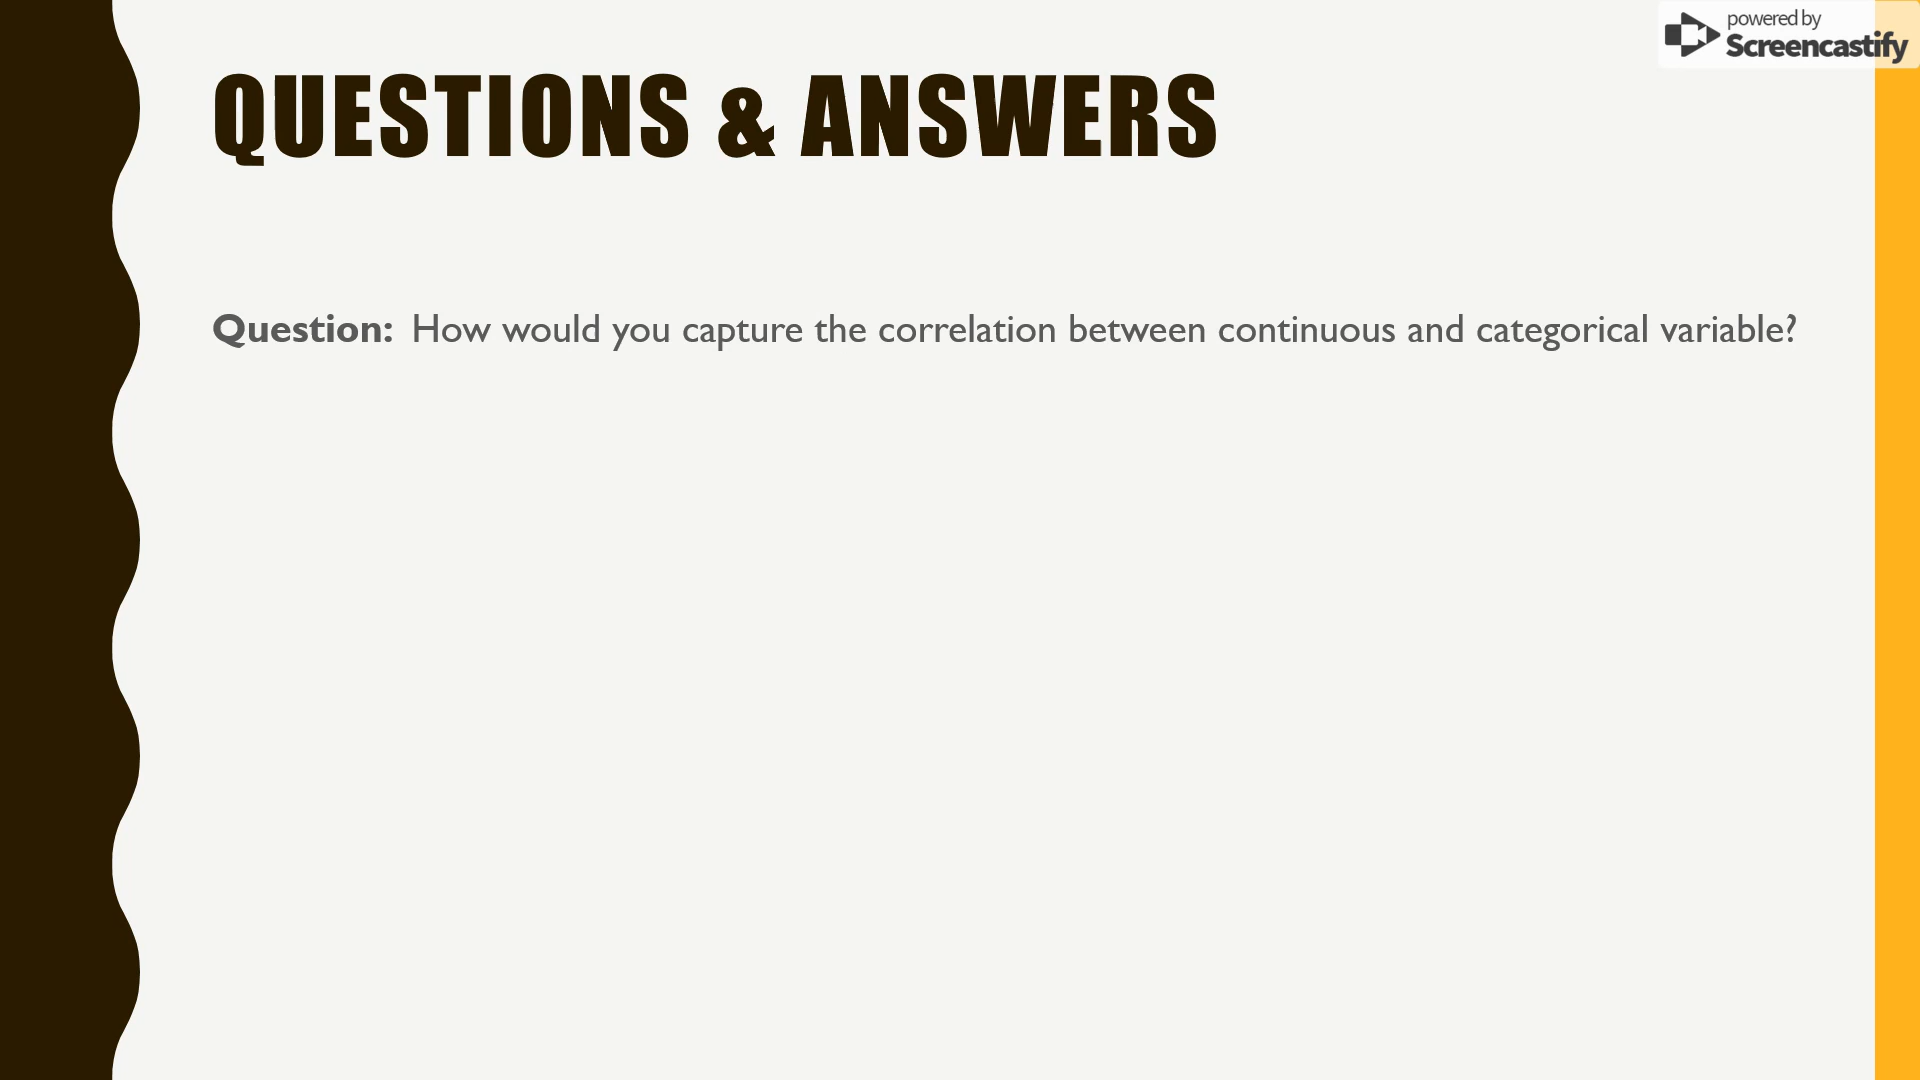 powered by
Screencastify
QUESTIONS & ANSWERS
Question: How would you capture the correlation between continuous and categorical variable?